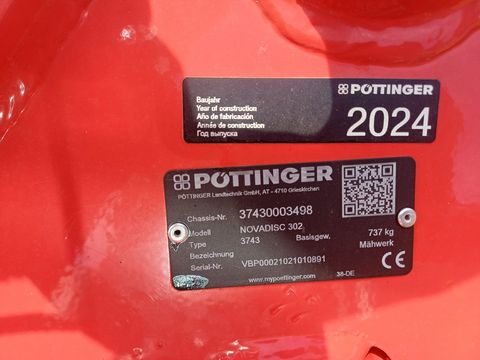 Baujahr
Year of construction
Año de fabricación
Année de construction
Год выпуска
PÖTTINGER
2024
PÖTTINGER
PÖTTINGER Landtechnik GmbH, AT - 4710 Grieskirchen
Chassis-Nr. 37430003498
Modell NOVADISC 302
Type 3743 Basisgew. 737 kg
Bezeichnung Mähwerk
Serial-Nr. VBP00021021010891
www.mypoettinger.com
CE
38-DE